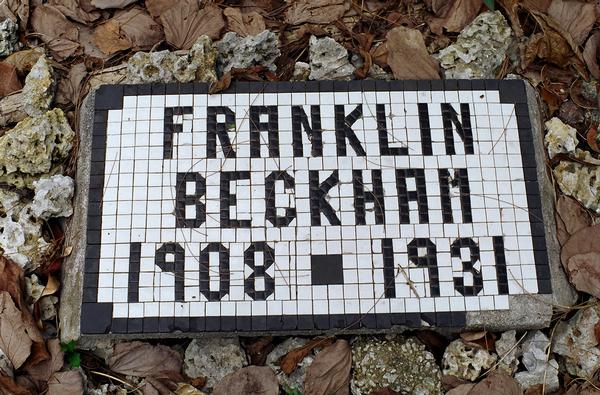 FRANKLIN
BECKHAM
1908 - 1931